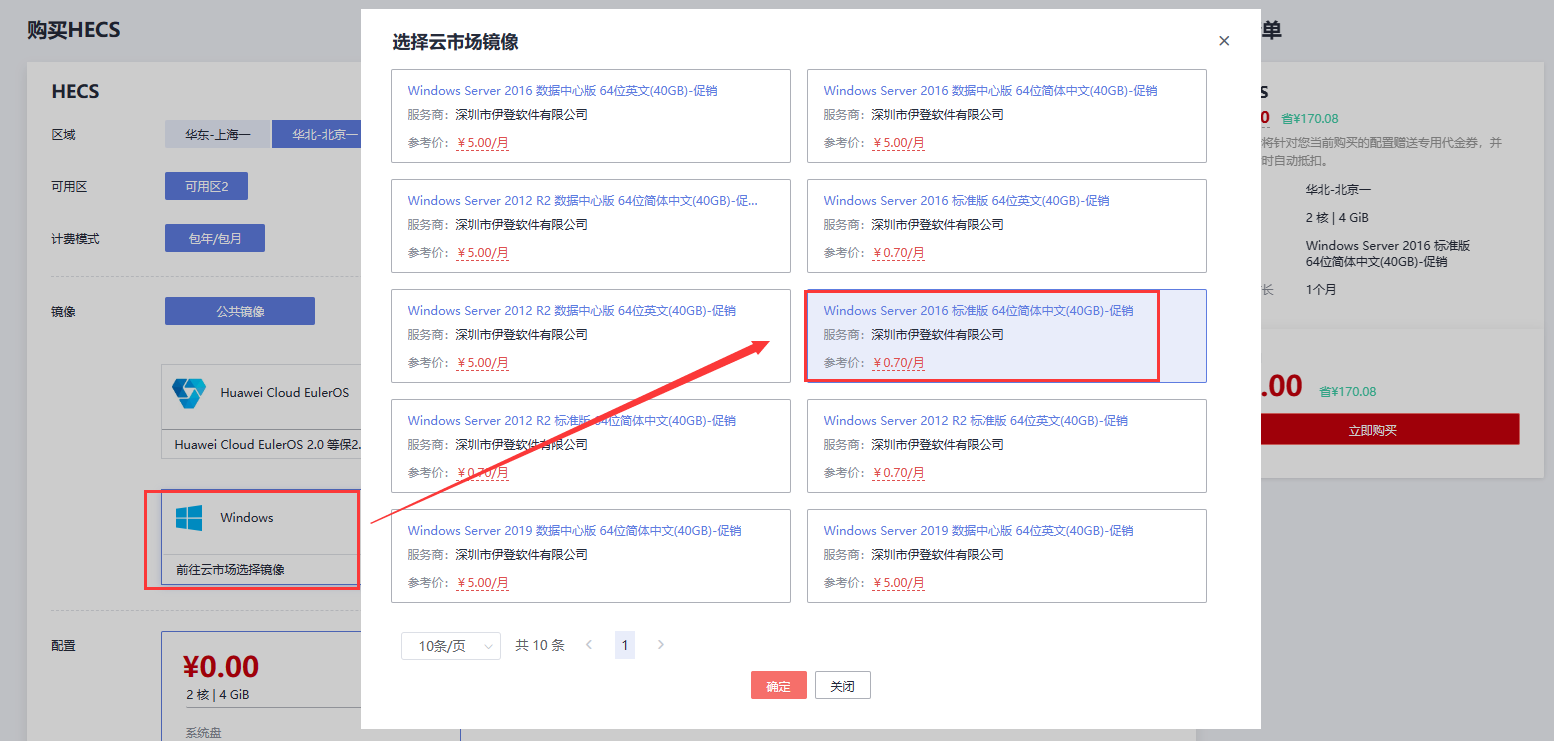 购买HECS
HECS
区域
华东-上海一
华北-北京一
可用区
可用区2
计费模式
包年/包月
镜像
公共镜像
Huawei Cloud EulerOS
Huawei Cloud EulerOS 2.0 等保2.
Windows
前往云市场选择镜像
配置
¥0.00
2 核 | 4 GiB
系统盘
选择云市场镜像
Windows Server 2016 数据中心版 64位英文(40GB)-促销
服务商：深圳市伊登软件有限公司
参考价：￥5.00/月
Windows Server 2016 数据中心版 64位简体中文(40GB)-促销
服务商：深圳市伊登软件有限公司
参考价：￥5.00/月
Windows Server 2012 R2 数据中心版 64位简体中文(40GB)-促...
服务商：深圳市伊登软件有限公司
参考价：￥5.00/月
Windows Server 2016 标准版 64位英文(40GB)-促销
服务商：深圳市伊登软件有限公司
参考价：￥0.70/月
Windows Server 2012 R2 数据中心版 64位英文(40GB)-促销
服务商：深圳市伊登软件有限公司
参考价：￥5.00/月
Windows Server 2016 标准版 64位简体中文(40GB)-促销
服务商：深圳市伊登软件有限公司
参考价：￥0.70/月
Windows Server 2012 R2 标准版 64位简体中文(40GB)-促销
服务商：深圳市伊登软件有限公司
参考价：￥0.70/月
Windows Server 2012 R2 标准版 64位英文(40GB)-促销
服务商：深圳市伊登软件有限公司
参考价：￥0.70/月
Windows Server 2019 数据中心版 64位简体中文(40GB)-促销
服务商：深圳市伊登软件有限公司
参考价：￥5.00/月
Windows Server 2019 数据中心版 64位英文(40GB)-促销
服务商：深圳市伊登软件有限公司
参考价：￥5.00/月
10条/页 共 10 条 1
确定 关闭
单
S
0 省¥170.08
将针对您当前购买的配置赠送专用代金券，并
时自动抵扣。
华北-北京一
2 核 | 4 GiB
Windows Server 2016 标准版
64位简体中文(40GB)-促销
长 1个月
.00 省¥170.08
立即购买